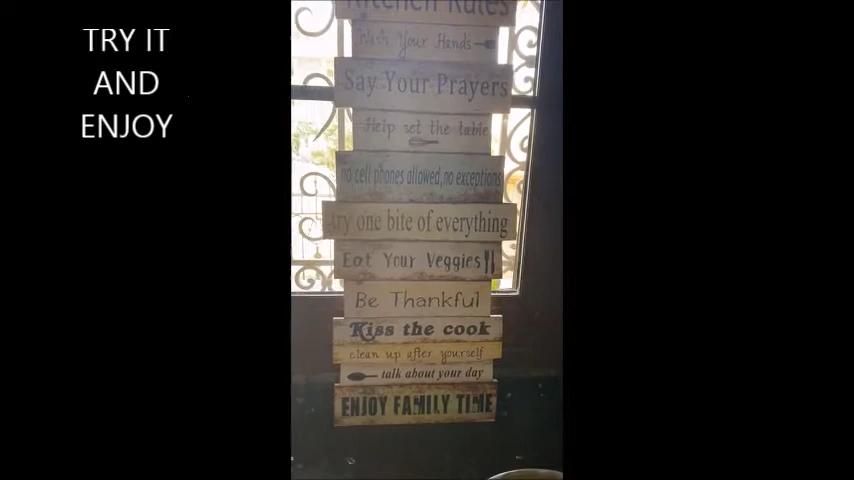 TRY IT
AND
ENJOY
Kitchen Rules
Wash Your Hands
Say Your Prayers
Help set the table
no cell phones allowed,no exceptions
try one bite of everything
Eat Your Veggies
Be Thankful
Kiss the cook
clean up after yourself
talk about your day
ENJOY FAMILY TIME